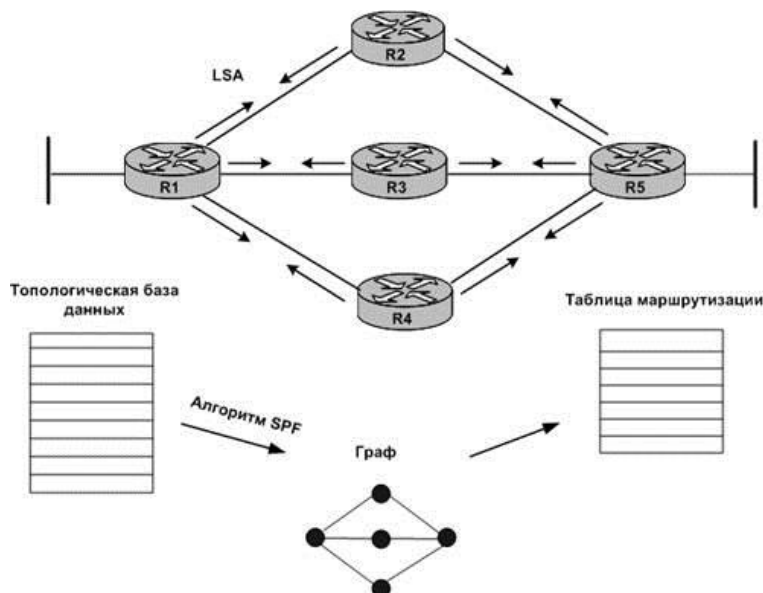 R2
LSA
R1
R3
R5
R4
Топологическая база
данных
Таблица маршрутизации
Алгоритм SPF
Граф